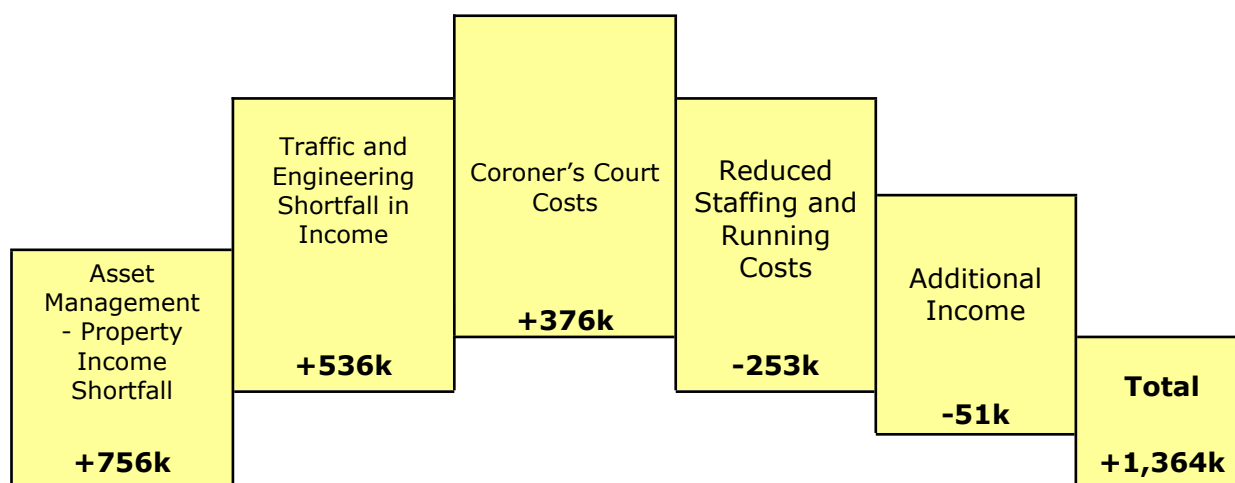 Asset
Management
- Property
Income
Shortfall
+756k
Traffic and
Engineering
Shortfall in
Income
+536k
Coroner’s Court
Costs
+376k
Reduced
Staffing and
Running
Costs
-253k
Additional
Income
-51k
Total
+1,364k